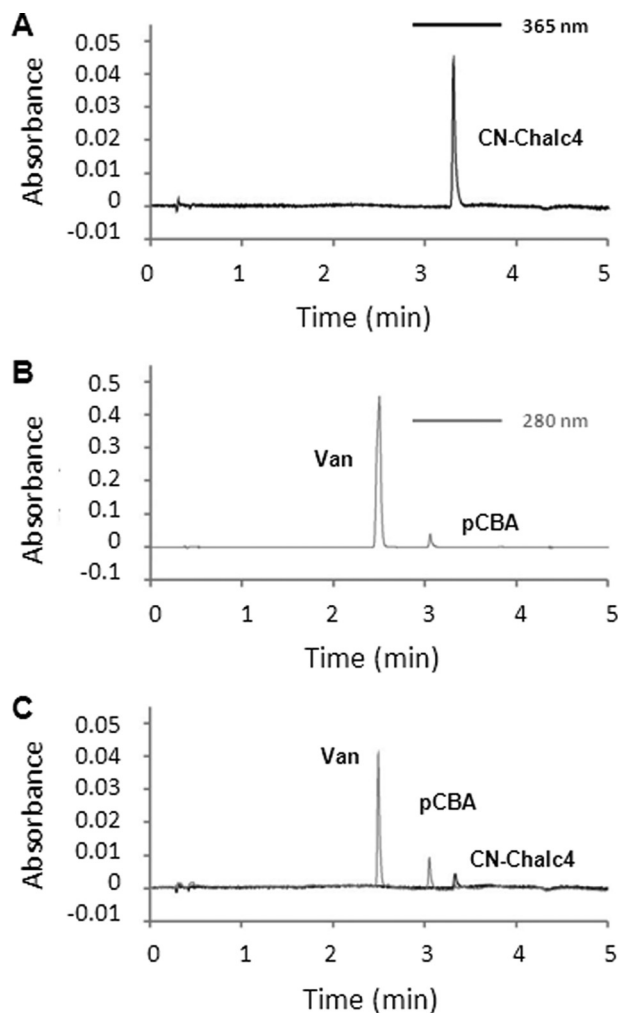 A
365 nm
0.05
0.04
0.03
0.02
0.01
0
-0.01
Absorbance
CN-Chalc4
0 1 2 3 4 5
Time (min)
B
280 nm
0.5
0.4
0.3
0.2
0.1
0
-0.1
Absorbance
Van
pCBA
0 1 2 3 4 5
Time (min)
C
0.05
0.04
0.03
0.02
0.01
0
-0.01
Absorbance
Van
pCBA
CN-Chalc4
0 1 2 3 4 5
Time (min)